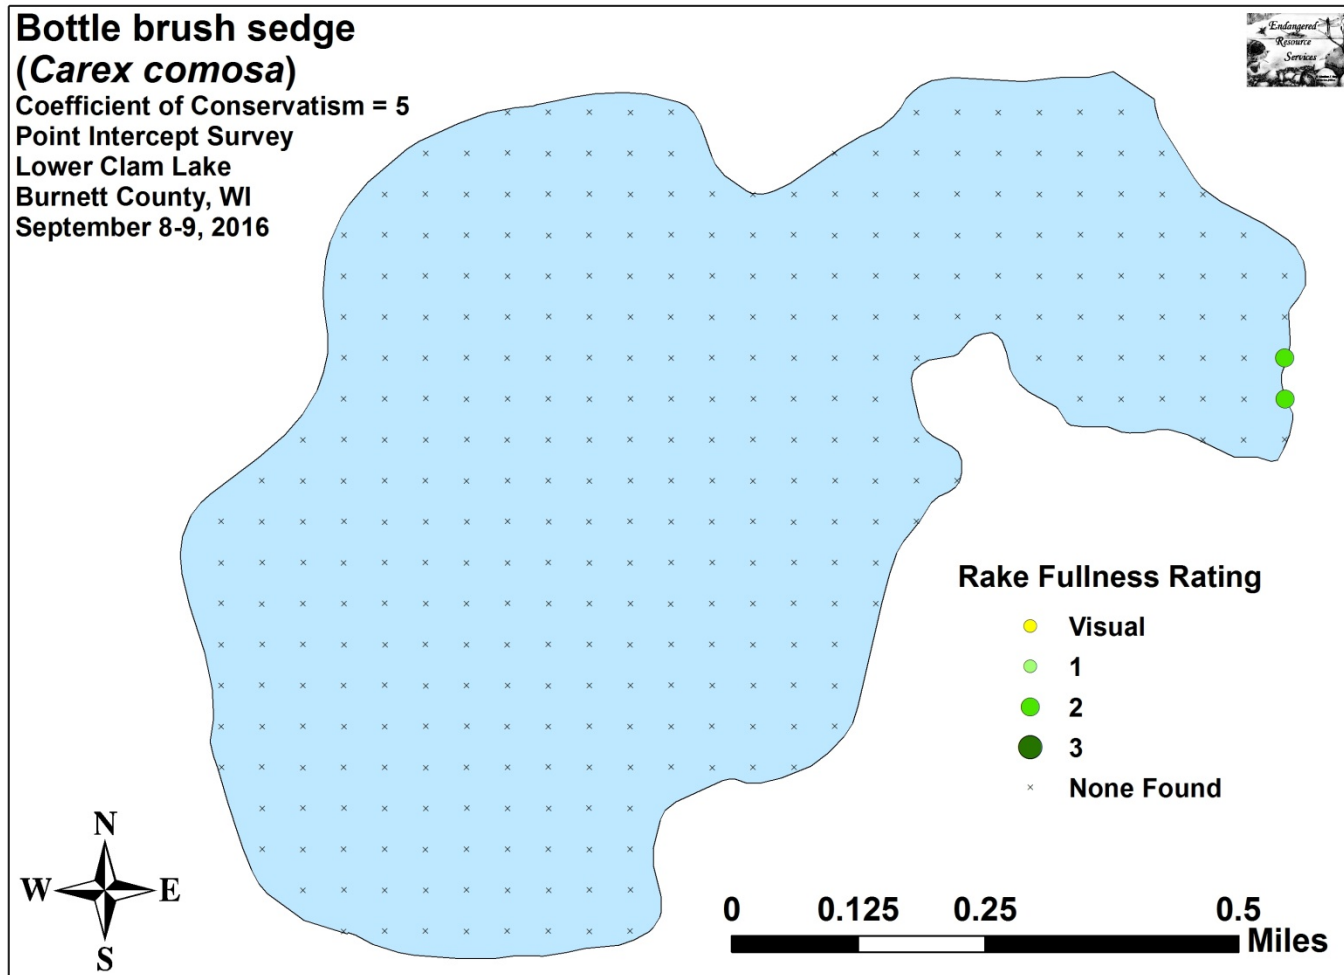 Bottle brush sedge
(Carex comosa)
Coefficient of Conservatism = 5
Point Intercept Survey
Lower Clam Lake
Burnett County, WI
September 8-9, 2016
Endangered
Resource
Services
Rake Fullness Rating
Visual
1
2
3
None Found
N
W E
S
0 0.125 0.25 0.5
Miles